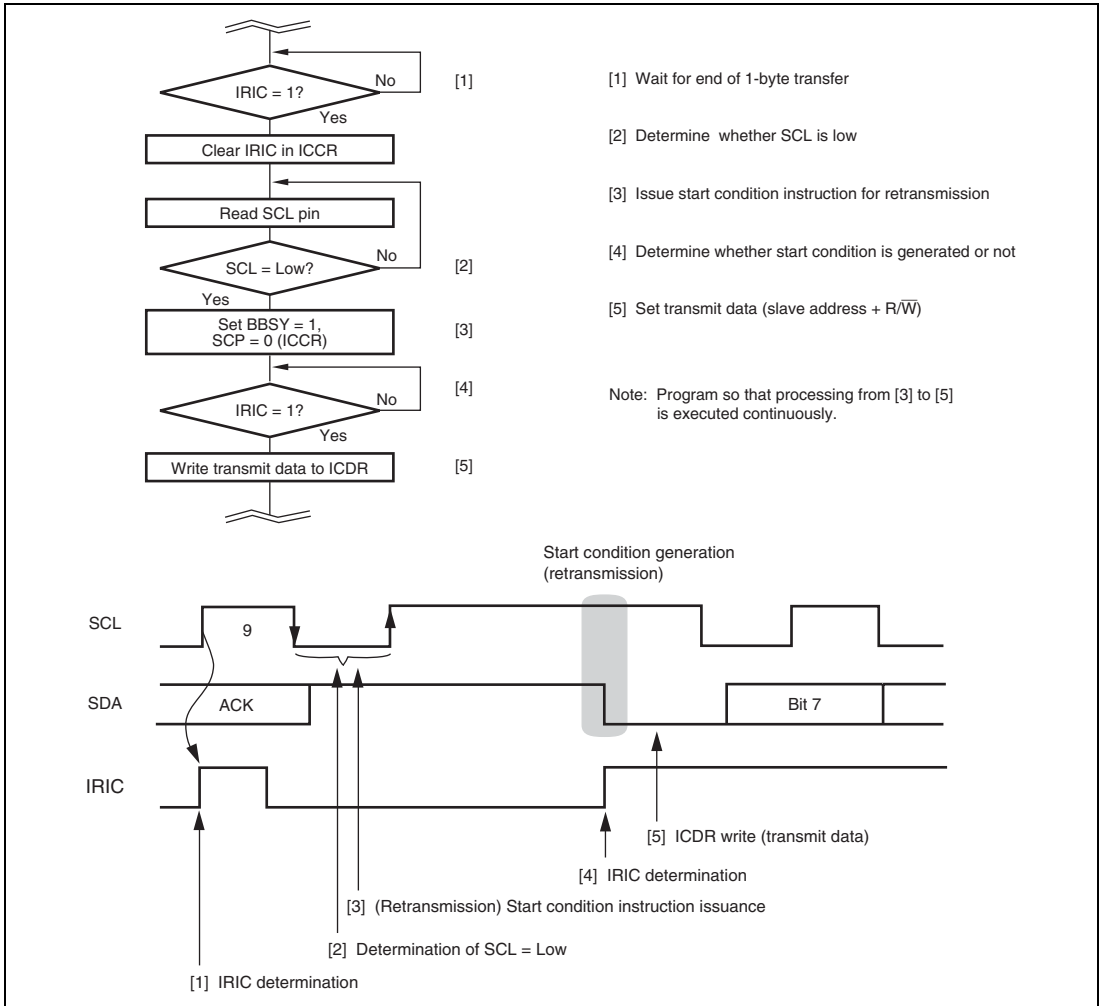 IRIC = 1?
No
[1]
Yes
Clear IRIC in ICCR
Read SCL pin
SCL = Low?
No
[2]
Yes
Set BBSY = 1,
SCP = 0 (ICCR)
[3]
IRIC = 1?
No
[4]
Yes
Write transmit data to ICDR
[5]
[1] Wait for end of 1-byte transfer
[2] Determine whether SCL is low
[3] Issue start condition instruction for retransmission
[4] Determine whether start condition is generated or not
[5] Set transmit data (slave address + R/W̅)
Note: Program so that processing from [3] to [5]
is executed continuously.
Start condition generation
(retransmission)
SCL
9
SDA
ACK
Bit 7
IRIC
[5] ICDR write (transmit data)
[4] IRIC determination
[3] (Retransmission) Start condition instruction issuance
[2] Determination of SCL = Low
[1] IRIC determination